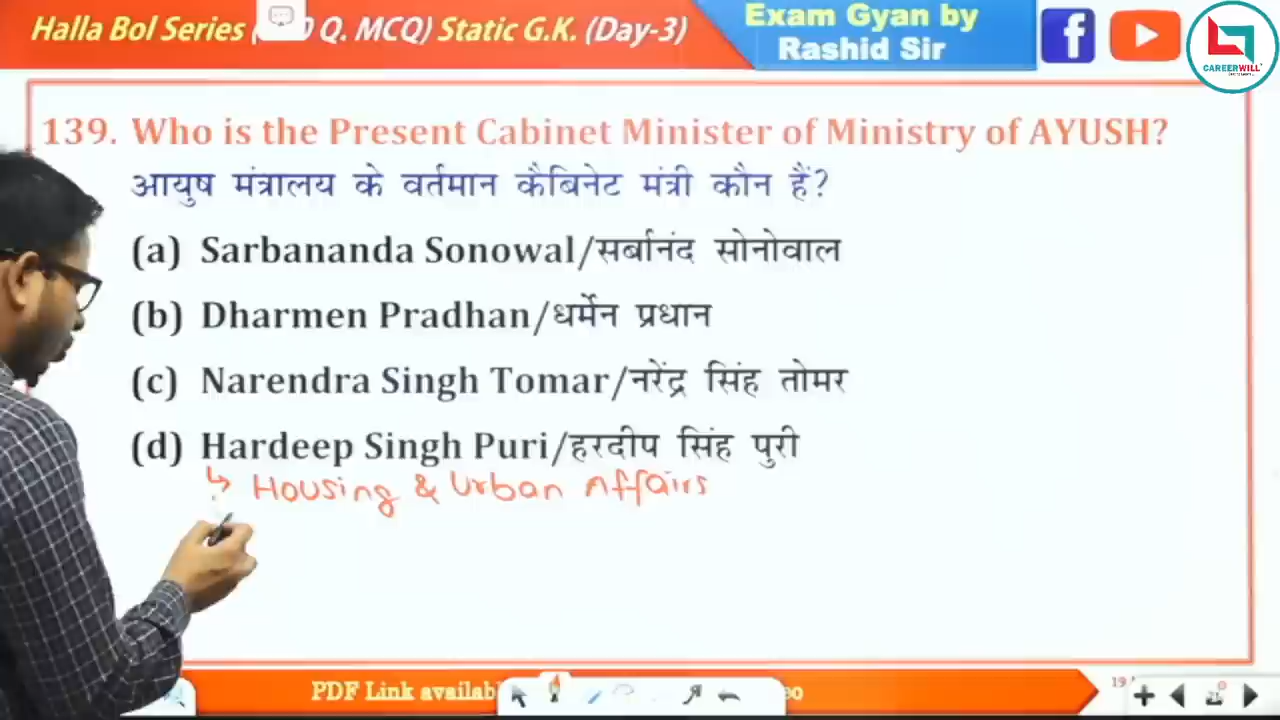 Halla Bol Series 0 Q. MCQ) Static G.K. (Day-3)
Exam Gyan by
Rashid Sir
CAREERWILL
139. Who is the Present Cabinet Minister of Ministry of AYUSH?
आयुष मंत्रालय के वर्तमान कैबिनेट मंत्री कौन हैं?
(a) Sarbananda Sonowal/सर्बानंद सोनोवाल
(b) Dharmen Pradhan/धर्मेन प्रधान
(c) Narendra Singh Tomar/नरेंद्र सिंह तोमर
(d) Hardeep Singh Puri/हरदीप सिंह पुरी
↳ Housing & Urban Affairs
PDF Link